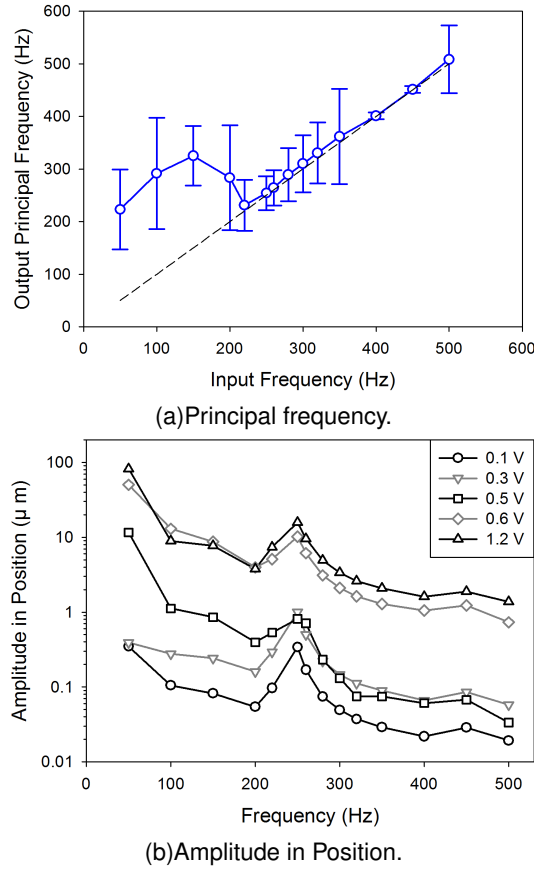 600
500
400
300
200
100
0
Output Principal Frequency (Hz)
0 100 200 300 400 500 600
Input Frequency (Hz)
(a)Principal frequency.
100
10
1
0.1
0.01
Amplitude in Position (μ m)
0.1 V
0.3 V
0.5 V
0.6 V
1.2 V
0 100 200 300 400 500
Frequency (Hz)
(b)Amplitude in Position.